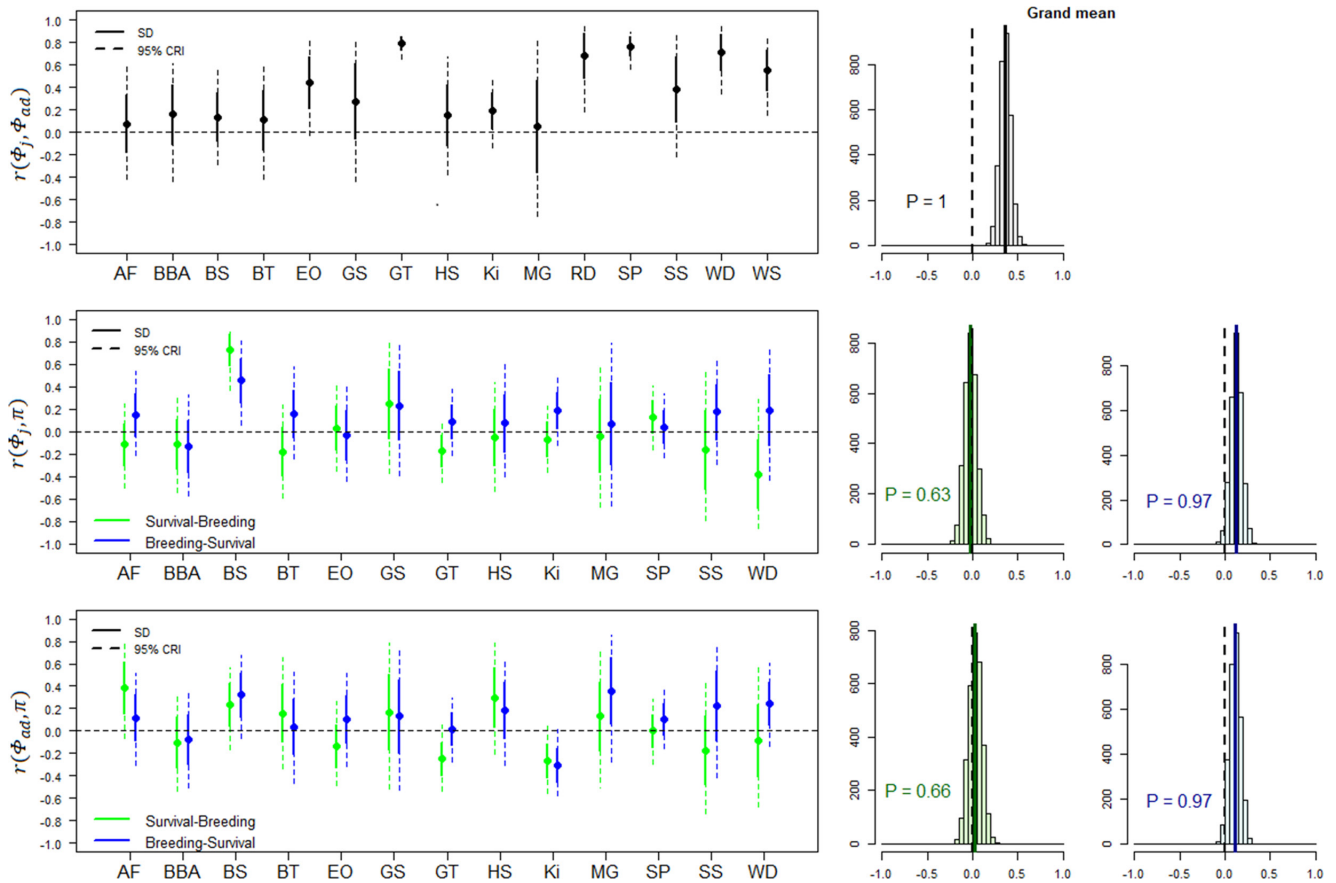 Grand mean
r(Φj,Φad)
1.0
0.8
0.6
0.4
0.2
0.0
-0.2
-0.4
-0.6
-0.8
-1.0
SD
95% CRI
AF BBA BS BT EO GS GT HS Ki MG RD SP SS WD WS
800
600
400
200
0
P = 1
-1.0 -0.5 0.0 0.5 1.0
r(Φj,π)
1.0
0.8
0.6
0.4
0.2
0.0
-0.2
-0.4
-0.6
-0.8
-1.0
SD
95% CRI
Survival-Breeding
Breeding-Survival
AF BBA BS BT EO GS GT HS Ki MG SP SS WD
800
600
400
200
0
P = 0.63
-1.0 -0.5 0.0 0.5 1.0
800
600
400
200
0
P = 0.97
-1.0 -0.5 0.0 0.5 1.0
r(Φad,π)
1.0
0.8
0.6
0.4
0.2
0.0
-0.2
-0.4
-0.6
-0.8
-1.0
SD
95% CRI
Survival-Breeding
Breeding-Survival
AF BBA BS BT EO GS GT HS Ki MG SP SS WD
800
600
400
200
0
P = 0.66
-1.0 -0.5 0.0 0.5 1.0
800
600
400
200
0
P = 0.97
-1.0 -0.5 0.0 0.5 1.0